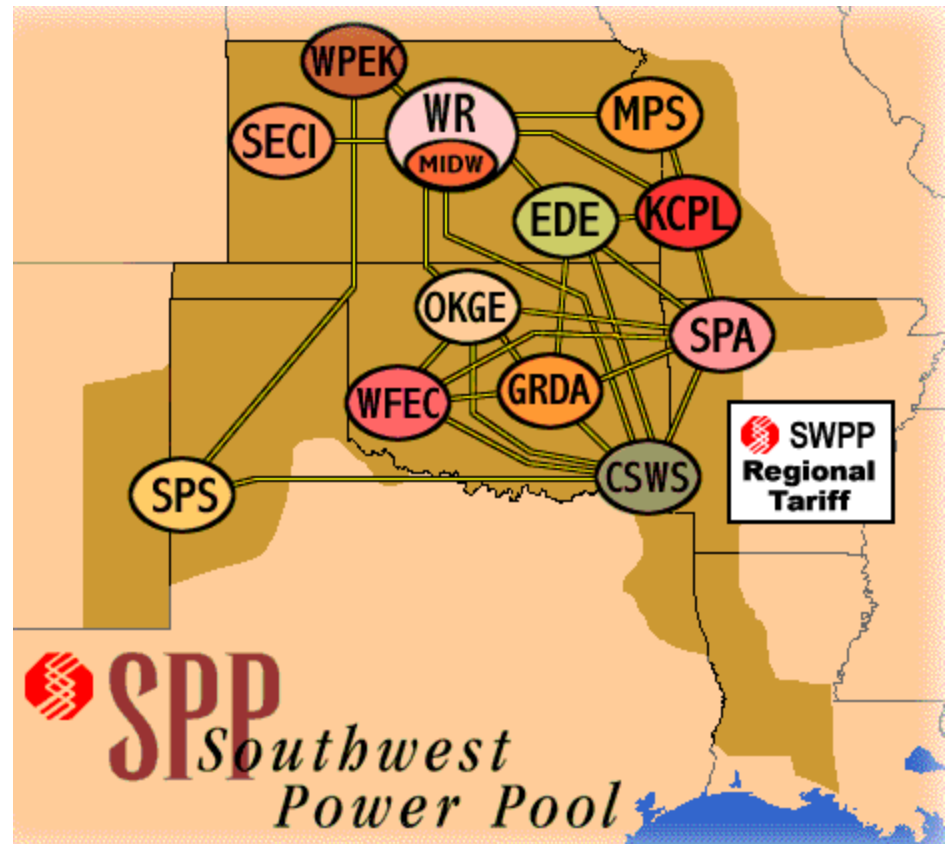 WPEK
WR
MIDW
SECI
MPS
EDE
KCPL
OKGE
SPA
WFEC
GRDA
CSWS
SPS
SWPP
Regional
Tariff
SPP
Southwest
Power Pool